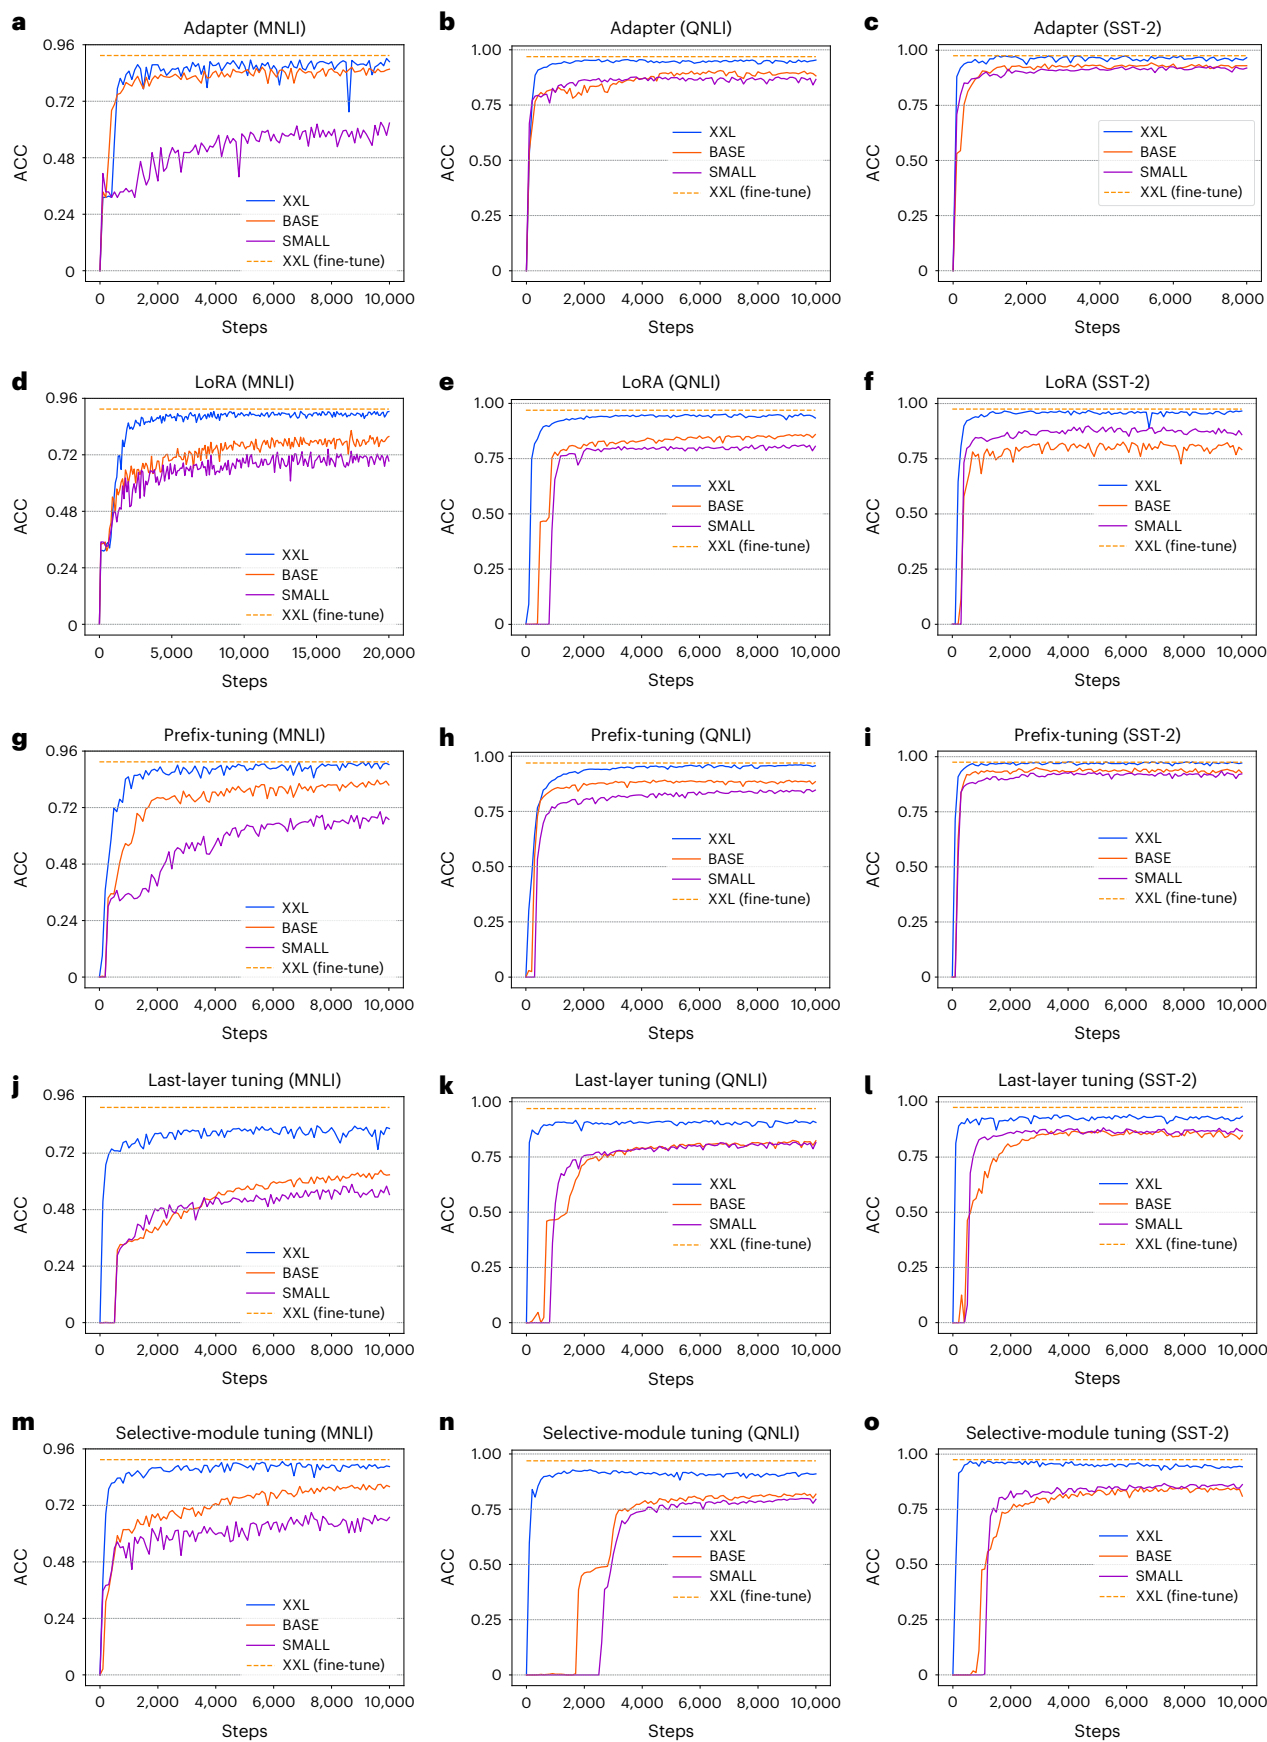 a
Adapter (MNLI)
ACC
0.96
0.72
0.48
0.24
0
XXL
BASE
SMALL
XXL (fine-tune)
0 2,000 4,000 6,000 8,000 10,000
Steps
b
Adapter (QNLI)
ACC
1.00
0.75
0.50
0.25
0
XXL
BASE
SMALL
XXL (fine-tune)
0 2,000 4,000 6,000 8,000 10,000
Steps
c
Adapter (SST-2)
ACC
1.00
0.75
0.50
0.25
0
XXL
BASE
SMALL
XXL (fine-tune)
0 2,000 4,000 6,000 8,000
Steps
d
LoRA (MNLI)
ACC
0.96
0.72
0.48
0.24
0
XXL
BASE
SMALL
XXL (fine-tune)
0 5,000 10,000 15,000 20,000
Steps
e
LoRA (QNLI)
ACC
1.00
0.75
0.50
0.25
0
XXL
BASE
SMALL
XXL (fine-tune)
0 2,000 4,000 6,000 8,000 10,000
Steps
f
LoRA (SST-2)
ACC
1.00
0.75
0.50
0.25
0
XXL
BASE
SMALL
XXL (fine-tune)
0 2,000 4,000 6,000 8,000 10,000
Steps
g
Prefix-tuning (MNLI)
ACC
0.96
0.72
0.48
0.24
0
XXL
BASE
SMALL
XXL (fine-tune)
0 2,000 4,000 6,000 8,000 10,000
Steps
h
Prefix-tuning (QNLI)
ACC
1.00
0.75
0.50
0.25
0
XXL
BASE
SMALL
XXL (fine-tune)
0 2,000 4,000 6,000 8,000 10,000
Steps
i
Prefix-tuning (SST-2)
ACC
1.00
0.75
0.50
0.25
0
XXL
BASE
SMALL
XXL (fine-tune)
0 2,000 4,000 6,000 8,000 10,000
Steps
j
Last-layer tuning (MNLI)
ACC
0.96
0.72
0.48
0.24
0
XXL
BASE
SMALL
XXL (fine-tune)
0 2,000 4,000 6,000 8,000 10,000
Steps
k
Last-layer tuning (QNLI)
ACC
1.00
0.75
0.50
0.25
0
XXL
BASE
SMALL
XXL (fine-tune)
0 2,000 4,000 6,000 8,000 10,000
Steps
l
Last-layer tuning (SST-2)
ACC
1.00
0.75
0.50
0.25
0
XXL
BASE
SMALL
XXL (fine-tune)
0 2,000 4,000 6,000 8,000 10,000
Steps
m
Selective-module tuning (MNLI)
ACC
0.96
0.72
0.48
0.24
0
XXL
BASE
SMALL
XXL (fine-tune)
0 2,000 4,000 6,000 8,000 10,000
Steps
n
Selective-module tuning (QNLI)
ACC
1.00
0.75
0.50
0.25
0
XXL
BASE
SMALL
XXL (fine-tune)
0 2,000 4,000 6,000 8,000 10,000
Steps
o
Selective-module tuning (SST-2)
ACC
1.00
0.75
0.50
0.25
0
XXL
BASE
SMALL
XXL (fine-tune)
0 2,000 4,000 6,000 8,000 10,000
Steps